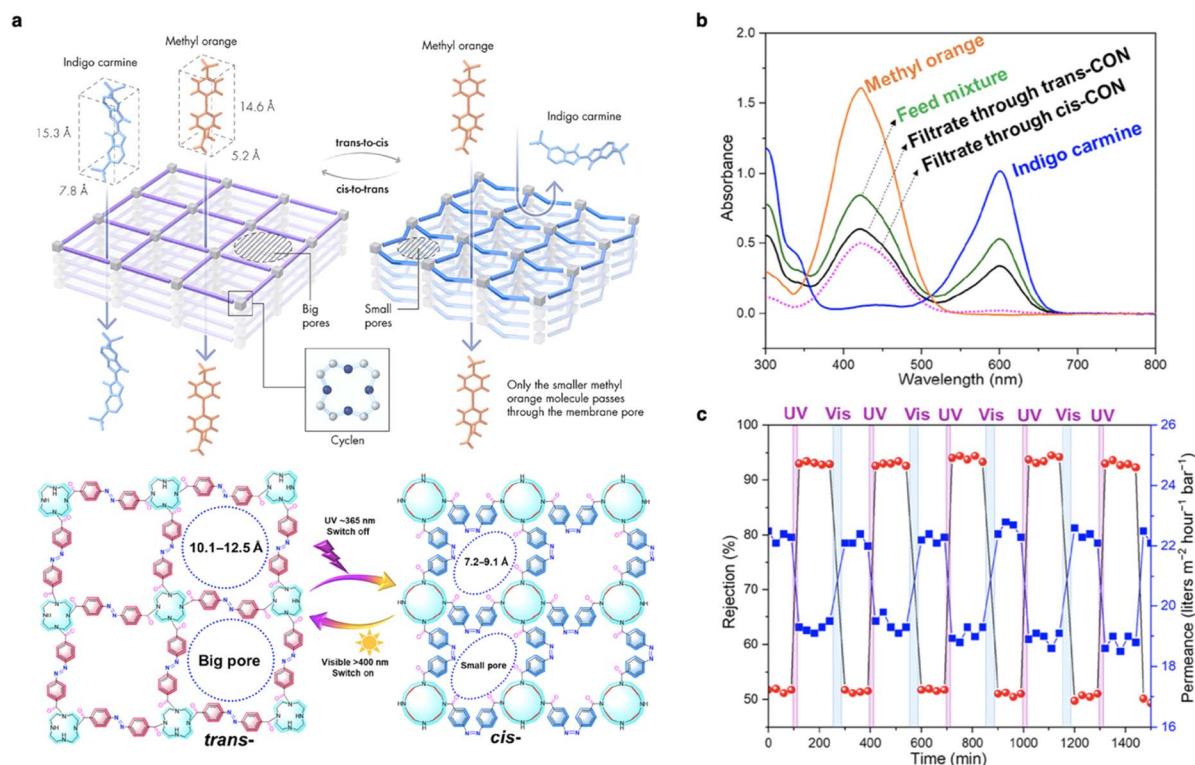 a
Methyl orange
Indigo carmine
14.6 Å
15.3 Å
5.2 Å
7.8 Å
trans-to-cis
cis-to-trans
Methyl orange
Indigo carmine
Big
pores
Small
pores
Cyclen
Only the smaller methyl
orange molecule passes
through the membrane pore
10.1–12.5 Å
Big pore
trans-
UV ~365 nm
Switch off
Visible >400 nm
Switch on
7.2–9.1 Å
Small pore
cis-
b
Absorbance
2.0
1.5
1.0
0.5
0.0
Methyl orange
Feed mixture
Filtrate through trans-CON
Filtrate through cis-CON
Indigo carmine
300 400 500 600 700 800
Wavelength (nm)
c
UV Vis UV Vis UV Vis UV Vis UV
Rejection (%)
100
90
80
70
60
50
Permeance (liters m⁻² hour⁻¹ bar⁻¹)
26
24
22
20
18
16
0 200 400 600 800 1000 1200 1400
Time (min)